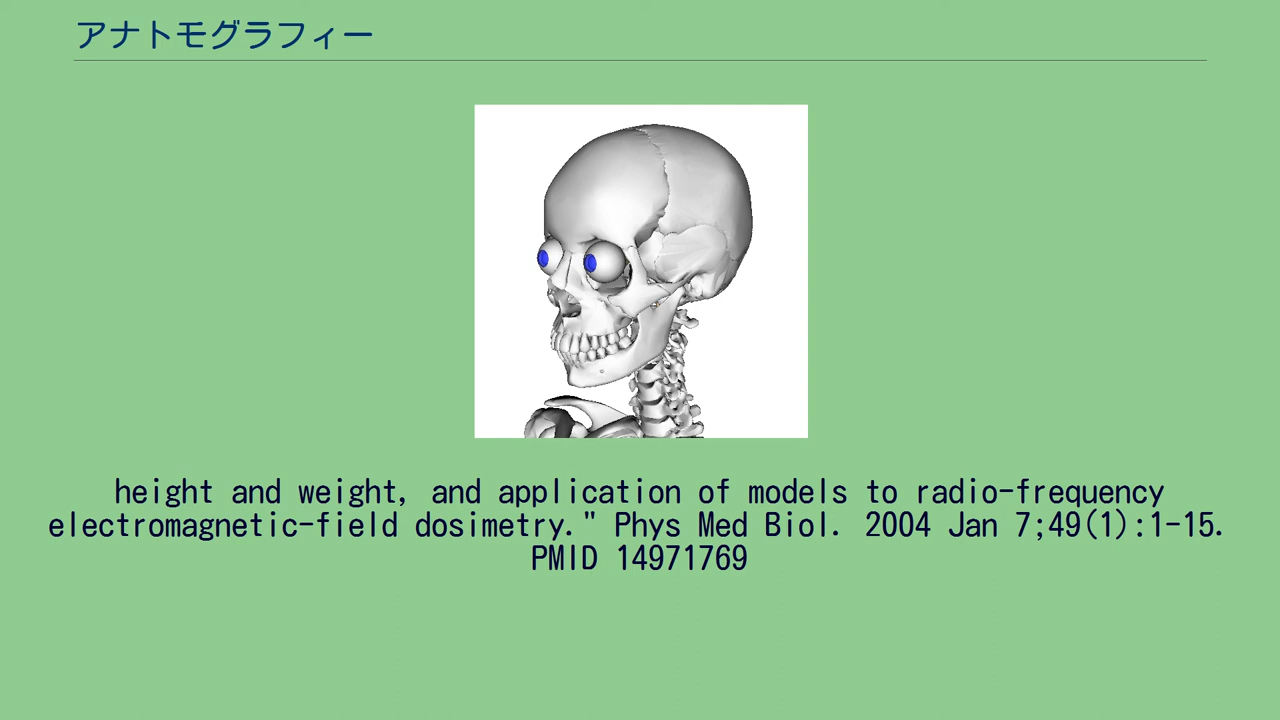 アナトモグラフィー
height and weight, and application of models to radio-frequency
electromagnetic-field dosimetry." Phys Med Biol. 2004 Jan 7;49(1):1-15.
PMID 14971769